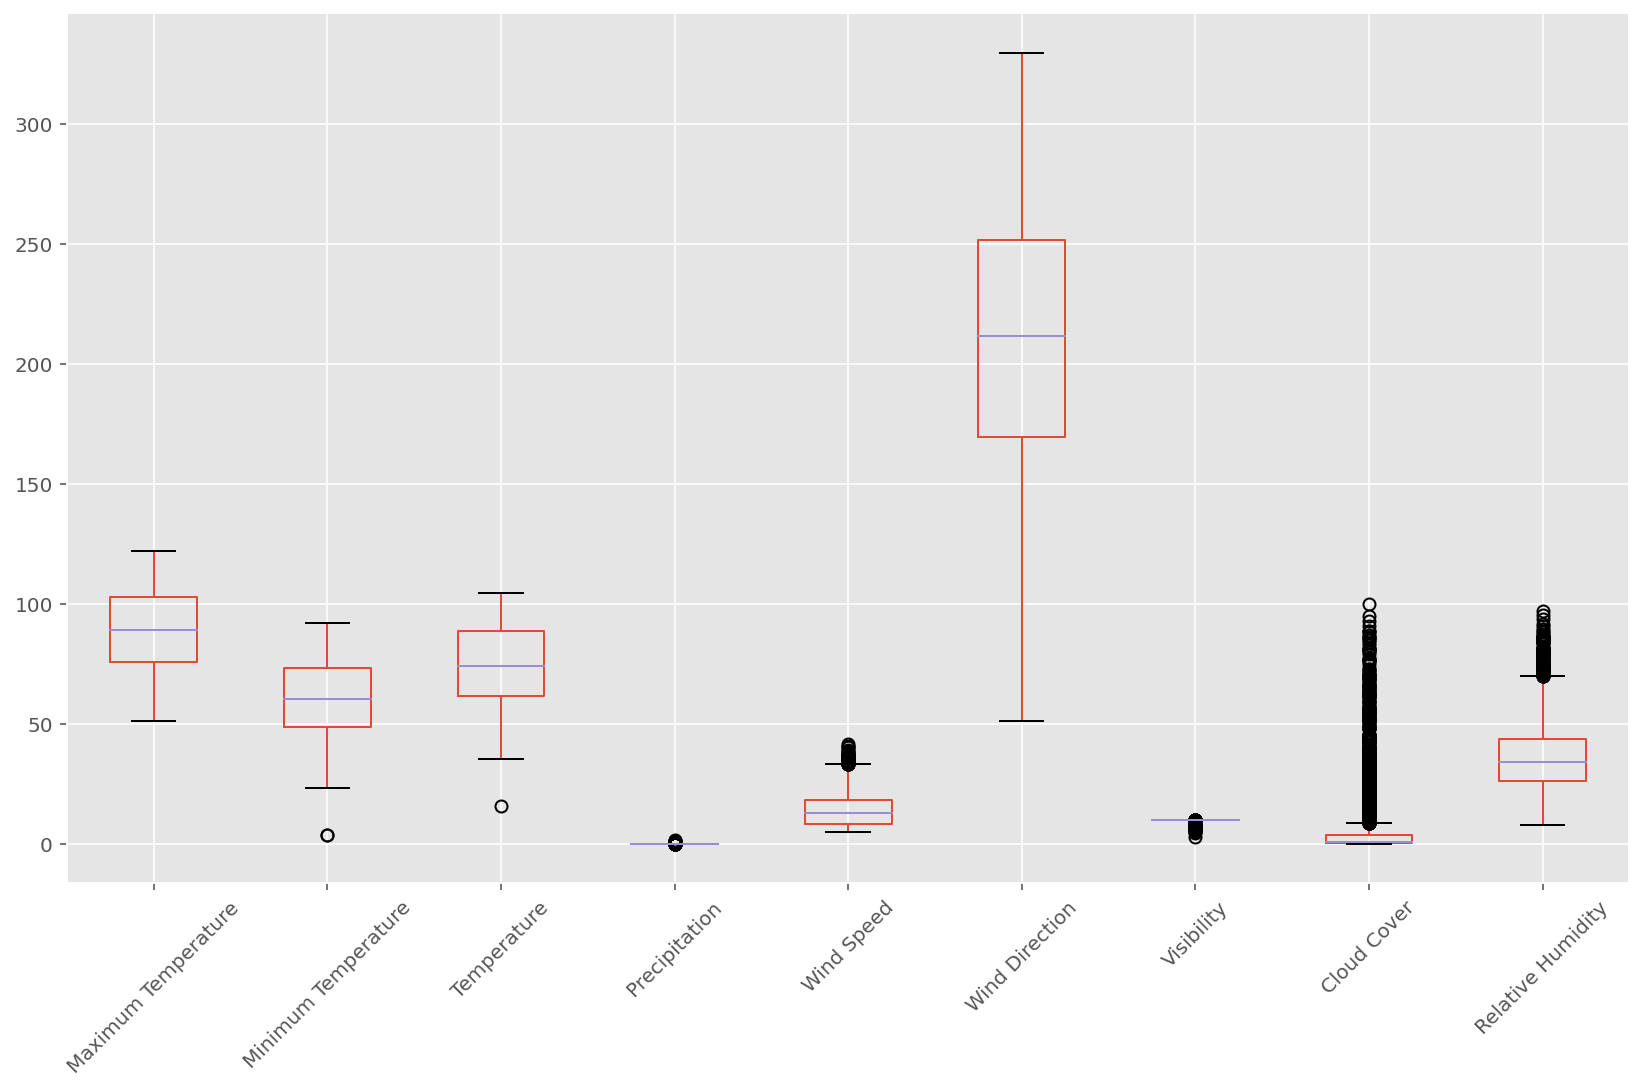 300
250
200
150
100
50
0
Maximum Temperature
Minimum Temperature
Temperature
Precipitation
Wind Speed
Wind Direction
Visibility
Cloud Cover
Relative Humidity